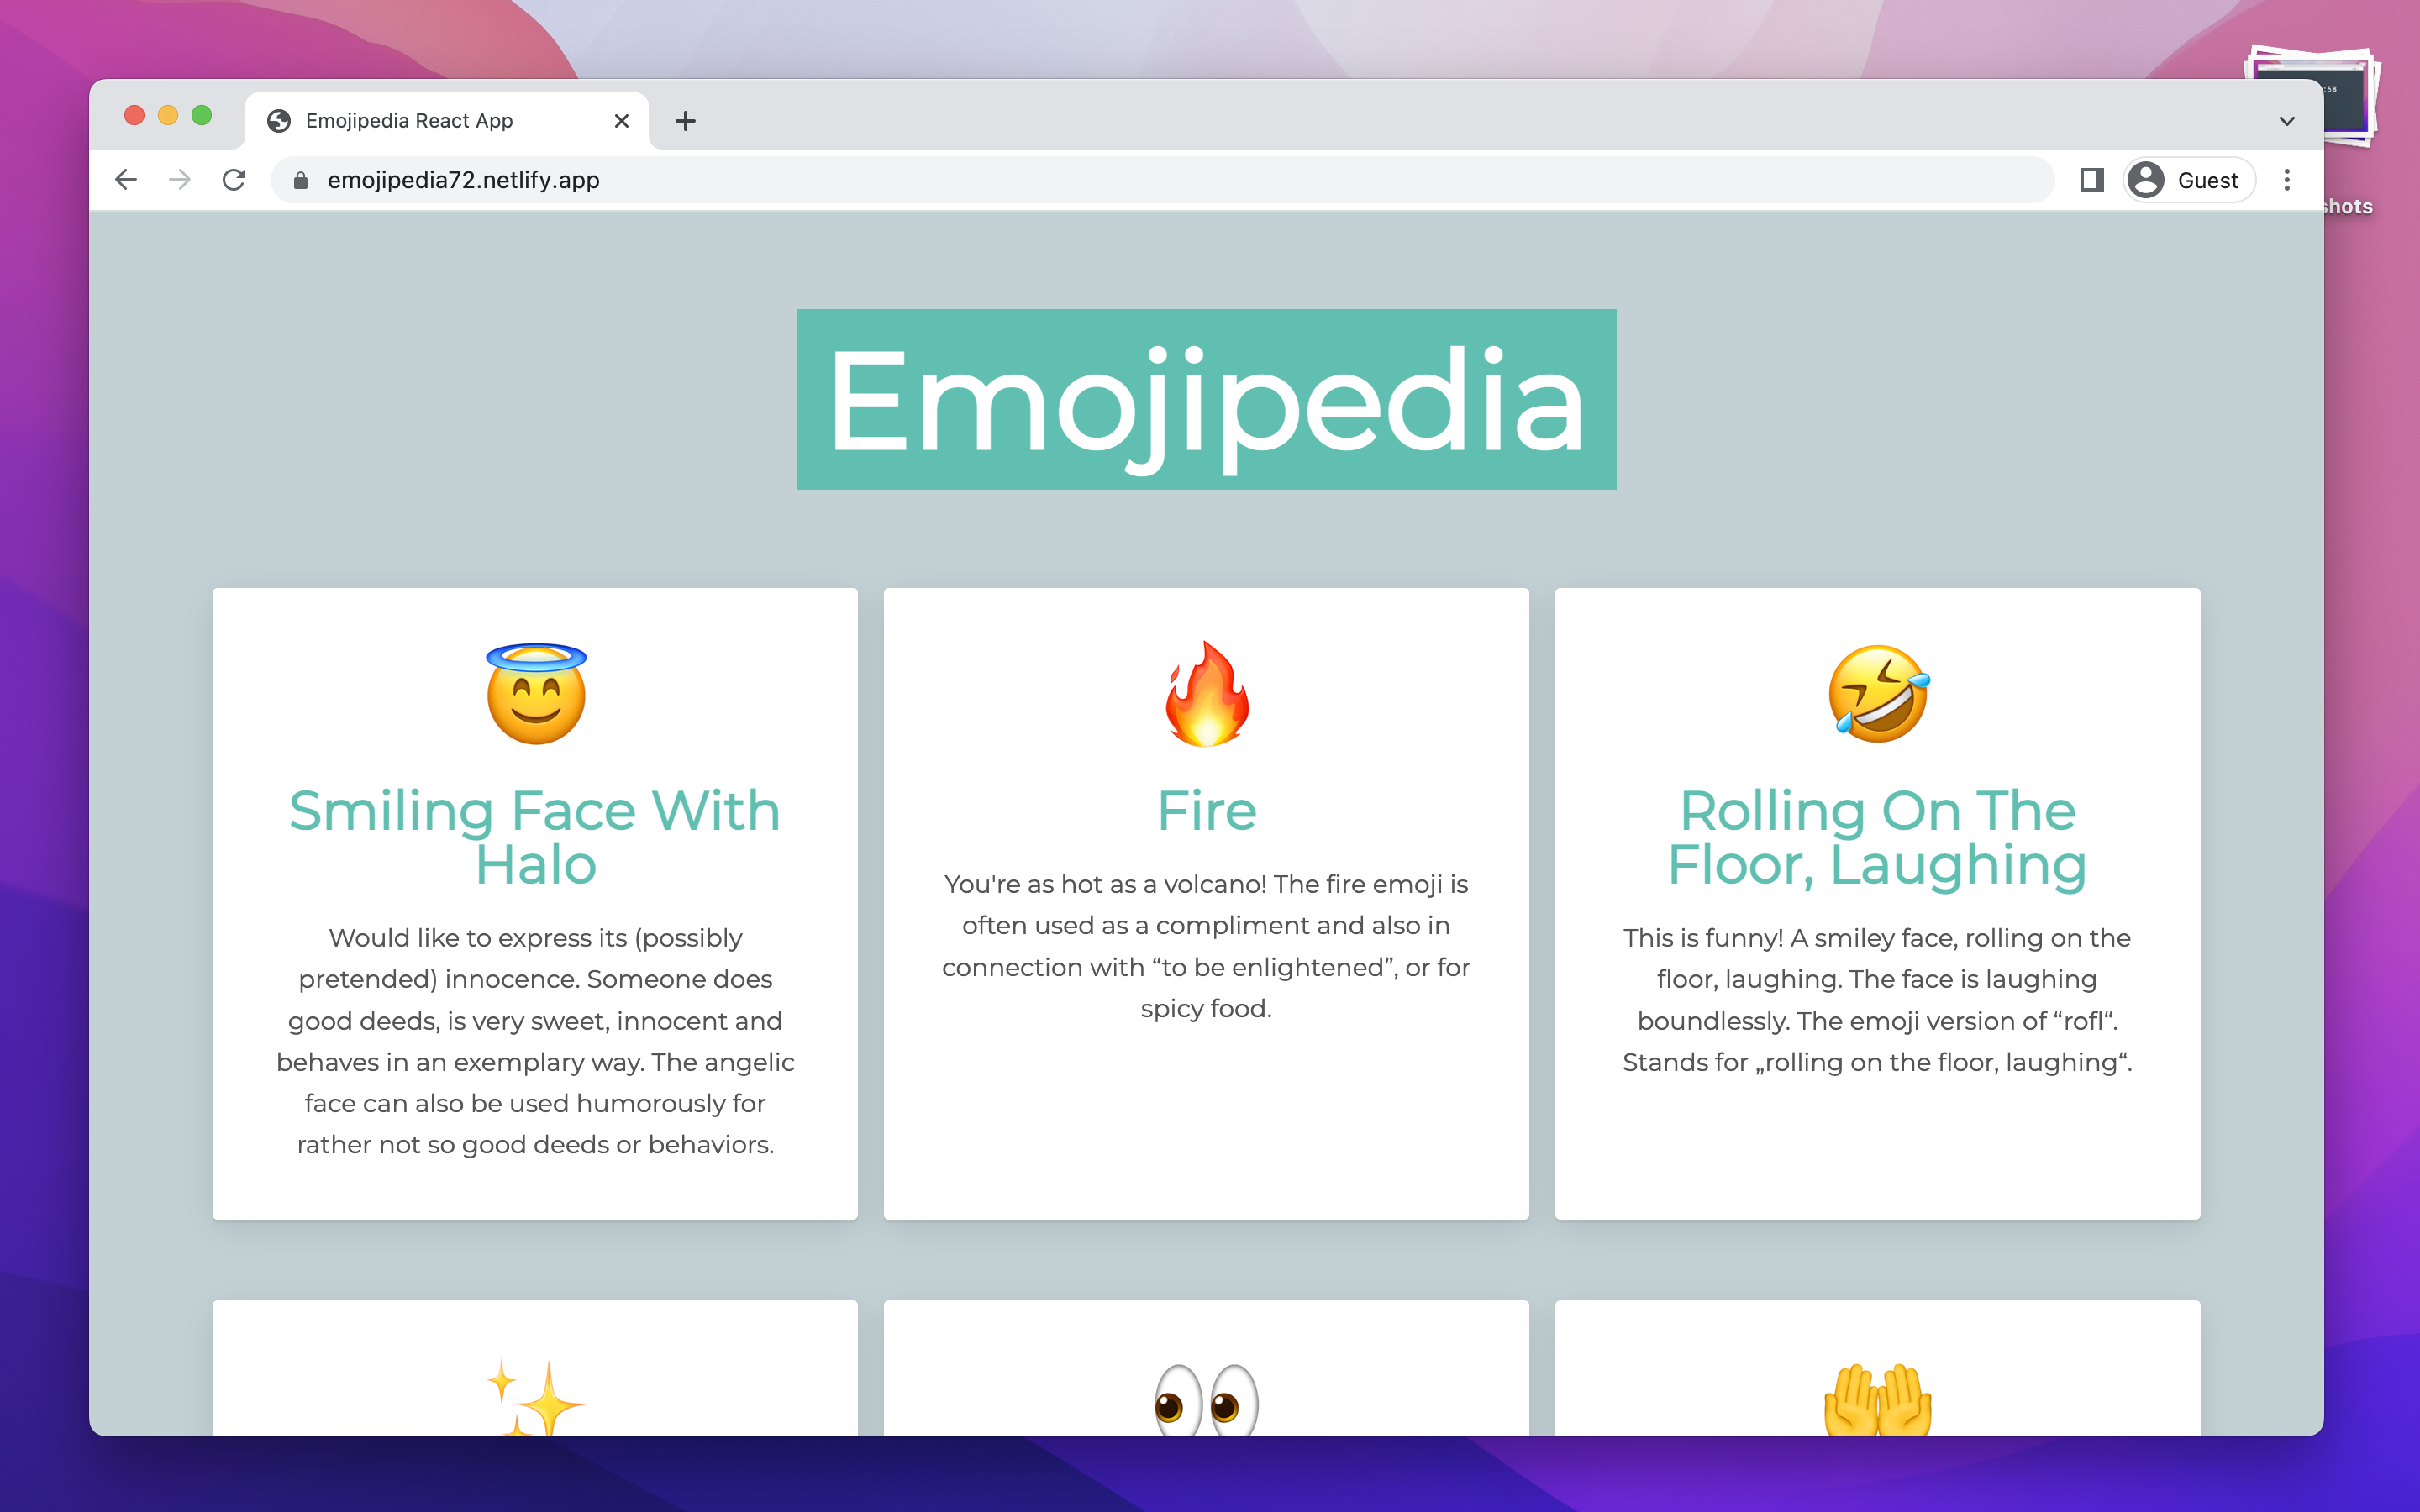 Emojipedia React App
emojipedia72.netlify.app
Guest
:58
shots
Emojipedia
Smiling Face With
Halo
Would like to express its (possibly
pretended) innocence. Someone does
good deeds, is very sweet, innocent and
behaves in an exemplary way. The angelic
face can also be used humorously for
rather not so good deeds or behaviors.
Fire
You're as hot as a volcano! The fire emoji is
often used as a compliment and also in
connection with “to be enlightened”, or for
spicy food.
Rolling On The
Floor, Laughing
This is funny! A smiley face, rolling on the
floor, laughing. The face is laughing
boundlessly. The emoji version of “rofl“.
Stands for „rolling on the floor, laughing“.